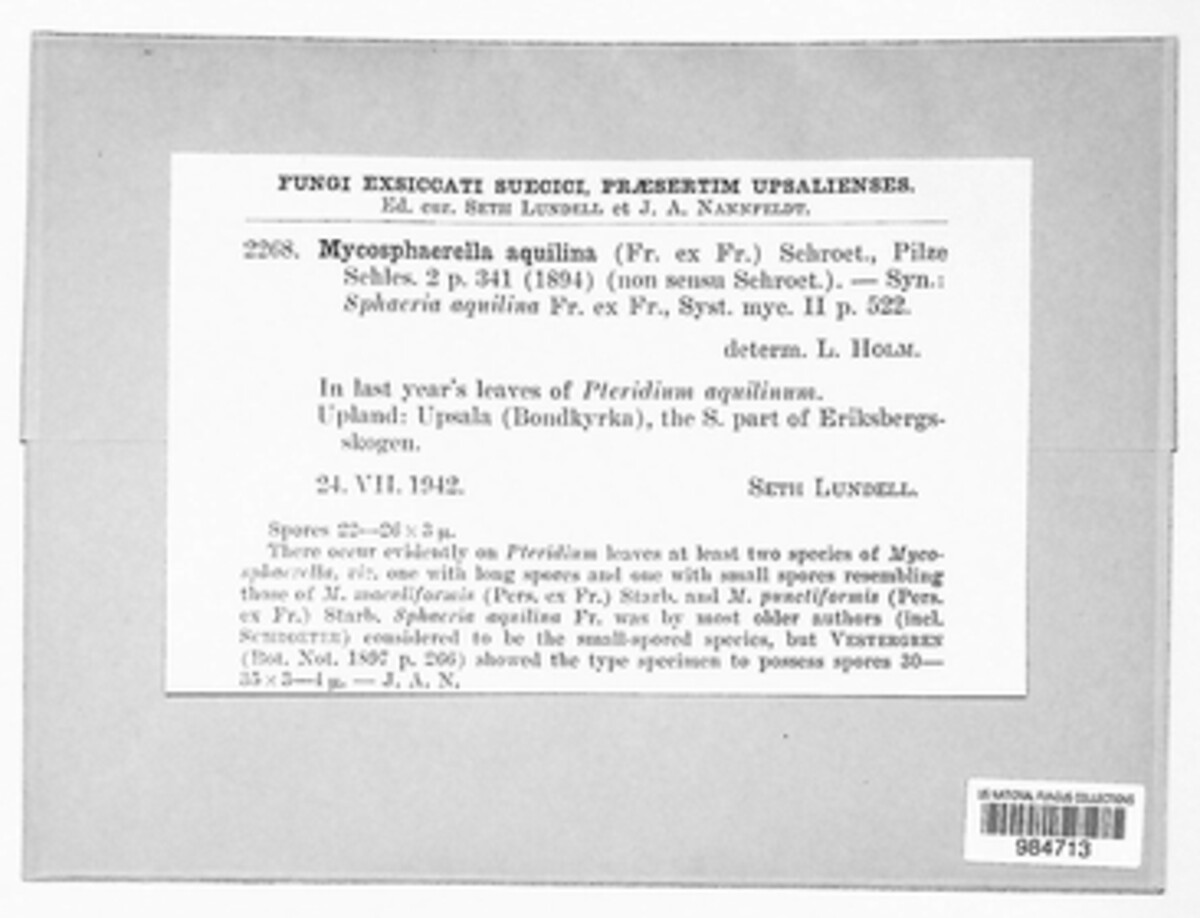 FUNGI EXSICCATI SUECICI, PRÆSERTIM UPSALIENSES.
Ed. cur. SETH LUNDELL et J. A. NANNFELDT.
2268. Mycosphaerella aquilina (Fr. ex Fr.) Schroet., Pilze
Schles. 2 p. 341 (1894) (non sensu Schroet.). — Syn.:
Sphaeria aquilina Fr. ex Fr., Syst. myc. II p. 522.
determ. L. HOLM.
In last year's leaves of Pteridium aquilinum.
Upland: Upsala (Bondkyrka), the S. part of Eriksbergs-
skogen.
24. VII. 1942. SETH LUNDELL.
Spores 22—26 × 3 µ.
There occur evidently on Pteridium leaves at least two species of Myco-
sphaerella, viz. one with long spores and one with small spores resembling
those of M. maculiformis (Pers. ex Fr.) Starb. and M. punctiformis (Pers.
ex Fr.) Starb. Sphaeria aquilina Fr. was by most older authors (incl.
SCHROETER) considered to be the small-spored species, but VESTERGREN
(Bot. Not. 1897 p. 266) showed the type specimen to possess spores 30—
35 × 3—4 µ. — J. A. N.
US NATIONAL FUNGUS COLLECTIONS
984713